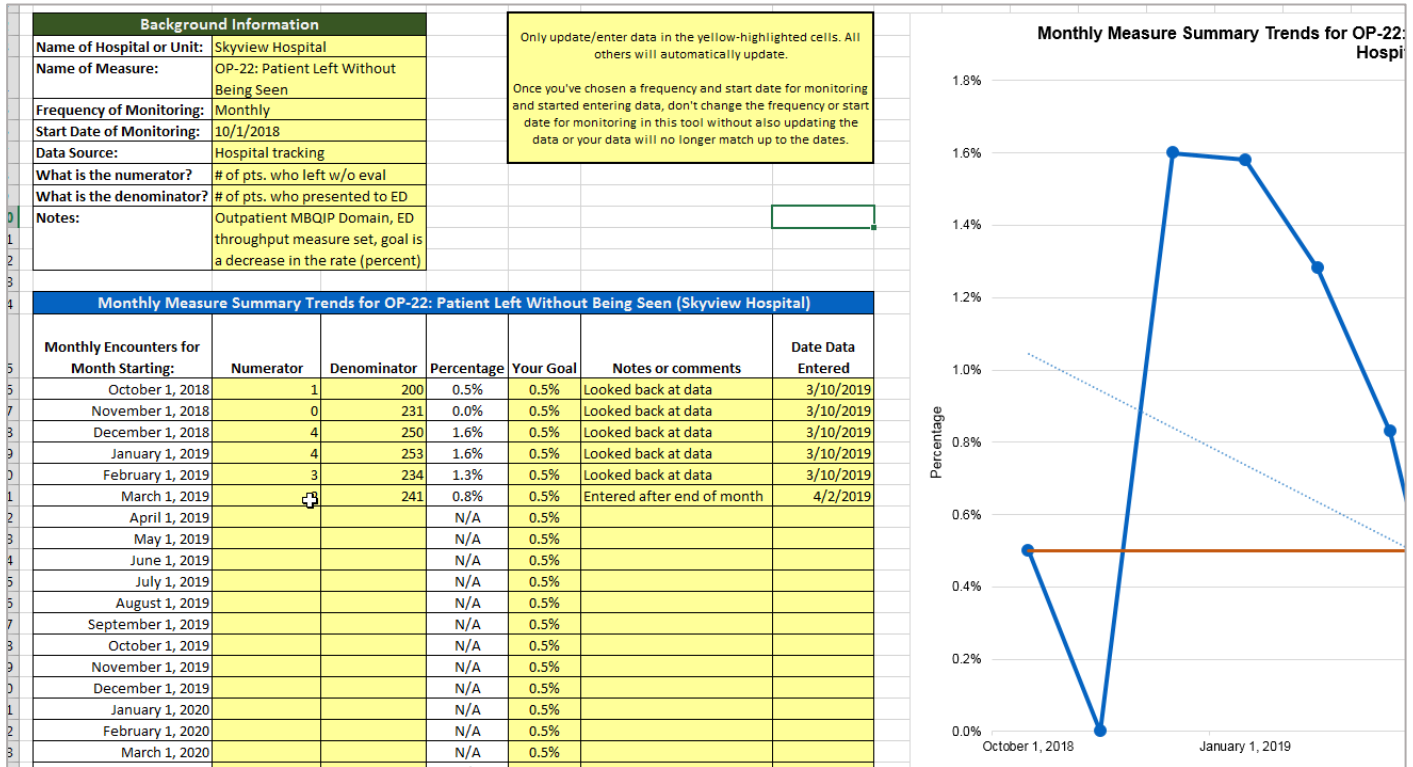 Background Information
Name of Hospital or Unit: Skyview Hospital
Name of Measure: OP-22: Patient Left Without
Being Seen
Frequency of Monitoring: Monthly
Start Date of Monitoring: 10/1/2018
Data Source: Hospital tracking
What is the numerator? # of pts. who left w/o eval
What is the denominator? # of pts. who presented to ED
Notes: Outpatient MBQIP Domain, ED
throughput measure set, goal is
a decrease in the rate (percent)
Only update/enter data in the yellow-highlighted cells. All
others will automatically update.
Once you've chosen a frequency and start date for monitoring
and started entering data, don't change the frequency or start
date for monitoring in this tool without also updating the
data or your data will no longer match up to the dates.
Monthly Measure Summary Trends for OP-22: Patient Left Without Being Seen (Skyview Hospital)
Monthly Encounters for
Month Starting:
Numerator
Denominator
Percentage
Your Goal
Notes or comments
Date Data
Entered
October 1, 2018 1 200 0.5% 0.5% Looked back at data 3/10/2019
November 1, 2018 0 231 0.0% 0.5% Looked back at data 3/10/2019
December 1, 2018 4 250 1.6% 0.5% Looked back at data 3/10/2019
January 1, 2019 4 253 1.6% 0.5% Looked back at data 3/10/2019
February 1, 2019 3 234 1.3% 0.5% Looked back at data 3/10/2019
March 1, 2019 241 0.8% 0.5% Entered after end of month 4/2/2019
April 1, 2019 N/A 0.5%
May 1, 2019 N/A 0.5%
June 1, 2019 N/A 0.5%
July 1, 2019 N/A 0.5%
August 1, 2019 N/A 0.5%
September 1, 2019 N/A 0.5%
October 1, 2019 N/A 0.5%
November 1, 2019 N/A 0.5%
December 1, 2019 N/A 0.5%
January 1, 2020 N/A 0.5%
February 1, 2020 N/A 0.5%
March 1, 2020 N/A 0.5%
Monthly Measure Summary Trends for OP-22:
Hospi
1.8%
1.6%
1.4%
1.2%
1.0%
0.8%
0.6%
0.4%
0.2%
0.0%
Percentage
October 1, 2018
January 1, 2019